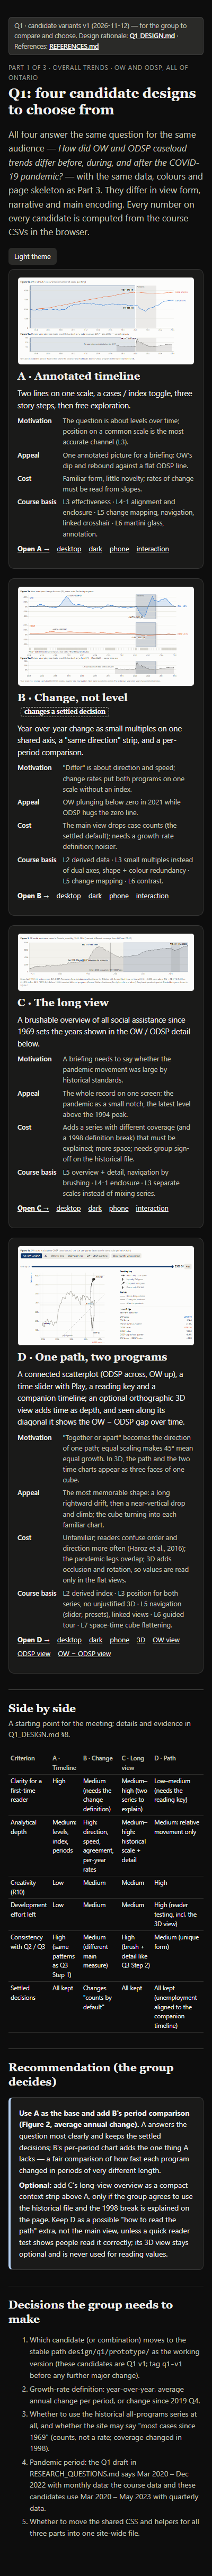 Q1 · candidate variants v1 (2026-11-12) — for the group to
compare and choose. Design rationale: Q1_DESIGN.md ·
References: REFERENCES.md
PART 1 OF 3 · OVERALL TRENDS · OW AND ODSP, ALL OF
ONTARIO
Q1: four candidate designs
to choose from
All four answer the same question for the same
audience — How did OW and ODSP caseload
trends differ before, during, and after the COVID-
19 pandemic? — with the same data, colours and
page skeleton as Part 3. They differ in view form,
narrative and main encoding. Every number on
every candidate is computed from the course
CSVs in the browser.
Light theme
A · Annotated timeline
Two lines on one scale, a cases / index toggle, three
story steps, then free exploration.
Motivation The question is about levels over time;
position on a common scale is the most
accurate channel (L3).
Appeal One annotated picture for a briefing: OW's
dip and rebound against a flat ODSP line.
Cost Familiar form, little novelty; rates of change
must be read from slopes.
Course basis L3 effectiveness · L4-1 alignment and
enclosure · L5 change mapping, navigation,
linked crosshair · L6 martini glass,
annotation.
Open A → desktop dark phone interaction
B · Change, not level
changes a settled decision
Year-over-year change as small multiples on one
shared axis, a "same direction" strip, and a per-
period comparison.
Motivation "Differ" is about direction and speed;
change rates put both programs on one
scale without an index.
Appeal OW plunging below zero in 2021 while
ODSP hugs the zero line.
Cost The main view drops case counts (the
settled default); needs a growth-rate
definition; noisier.
Course basis L2 derived data · L3 small multiples instead
of dual axes, shape + colour redundancy ·
L5 change mapping · L6 contrast.
Open B → desktop dark phone interaction
C · The long view
A brushable overview of all social assistance since
1969 sets the years shown in the OW / ODSP detail
below.
Motivation A briefing needs to say whether the
pandemic movement was large by
historical standards.
Appeal The whole record on one screen: the
pandemic as a small notch, the latest level
above the 1994 peak.
Cost Adds a series with different coverage (and
a 1998 definition break) that must be
explained; more space; needs group sign-
off on the historical file.
Course basis L5 overview + detail, navigation by
brushing · L4-1 enclosure · L3 separate
scales instead of mixing series.
Open C → desktop dark phone interaction
D · One path, two programs
A connected scatterplot (ODSP across, OW up), a
time slider with Play, a reading key and a
companion timeline; an optional orthographic 3D
view adds time as depth, and seen along its
diagonal it shows the OW − ODSP gap over time.
Motivation "Together or apart" becomes the direction
of one path; equal scaling makes 45° mean
equal growth. In 3D, the path and the two
time charts appear as three faces of one
cube.
Appeal The most memorable shape: a long
rightward drift, then a near-vertical drop
and climb; the cube turning into each
familiar chart.
Cost Unfamiliar; readers confuse order and
direction more often (Haroz et al., 2016);
the pandemic legs overlap; 3D adds
occlusion and rotation, so values are read
only in the flat views.
Course basis L2 derived index · L3 position for both
series, no unjustified 3D · L5 navigation
(slider, presets), linked views · L6 guided
tour · L7 space-time cube full chart.
Open D → desktop dark phone 3D OW view
ODSP view OW − ODSP view
Side by side
A starting point for the meeting; details and evidence in
Q1_DESIGN.md §8.
Criterion A · Timeline B · Change C · Long view D · Path
Clarity for a first-time reader High Medium (needs the change definition) Medium–high (two series to explain) Low–medium (needs the reading key)
Analytical depth Medium: levels, index, periods High: direction, speed, agreement, per-year rates Medium–high: historical scale + detail Medium: relative movement only
Creativity (R10) Low Medium Medium High
Development effort left Low Medium Medium High (reader testing, incl. the 3D view)
Consistency with Q2 / Q3 High (same patterns as Q3 Step 1) Medium (different main measure) High (brush + detail like Q3 Step 2) Medium (unique form)
Settled decisions All kept Changes "counts by default" All kept All kept (unemployment aligned to the companion timeline)
Recommendation (the group
decides)
Use A as the base and add B's period comparison
(Figure 2, average annual change). A answers the
question most clearly and keeps the settled
decisions; B's per-period chart adds the one thing A
lacks — a fair comparison of how fast each program
changed in periods of very different length.
Optional: add C's long-view overview as a compact
context strip above A, only if the group agrees to use
the historical file and the 1998 break is explained
on the page. Keep D as a possible "how to read the
path" extra, not the main view, unless a quick reader
test shows people read it correctly; its 3D view stays
optional and is never used for reading values.
Decisions the group needs to
make
1. Which candidate (or combination) moves to the
stable path design/q1/prototype/ as the working
version (these candidates are Q1 v1; tag q1-v1
before any further major change).
2. Growth-rate definition: year-over-year, average
annual change per period, or change since 2019 Q4.
3. Whether to use the historical all-programs series at
all, and whether the site may say "most cases since
1969" (counts, not a rate; coverage changed in
1998).
4. Pandemic period: the Q1 draft in
RESEARCH_QUESTIONS.md says Mar 2020 – Dec
2022 with monthly data; the course data and these
candidates use Mar 2020 – May 2023 with quarterly
data.
5. Whether to move the shared CSS and helpers for all
three parts into one site-wide file.